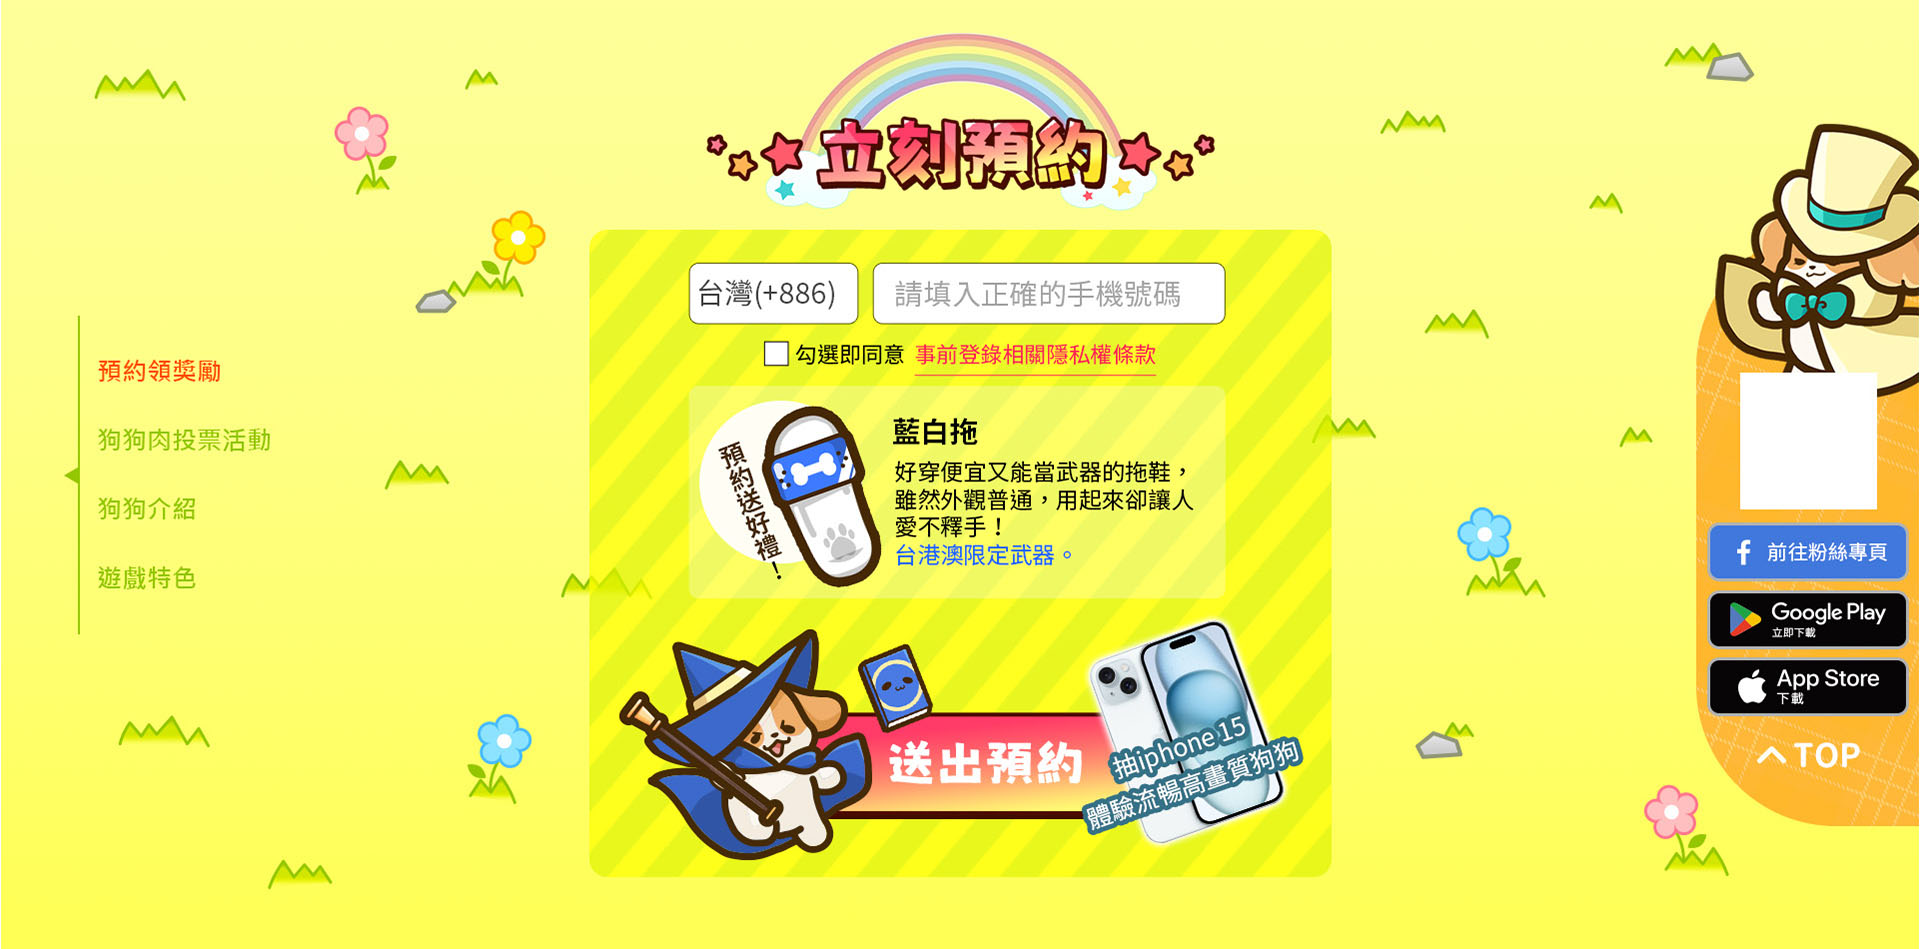 立刻預約
台灣(+886)
請填入正確的手機號碼
勾選即同意 事前登錄相關隱私權條款
預約領獎勵
狗狗肉投票活動
狗狗介紹
遊戲特色
預約送好禮！
藍白拖
好穿便宜又能當武器的拖鞋，
雖然外觀普通，用起來卻讓人
愛不釋手！
台港澳限定武器。
送出預約
抽iphone 15
體驗流暢高畫質狗狗
前往粉絲專頁
Google Play
立即下載
App Store
下載
TOP